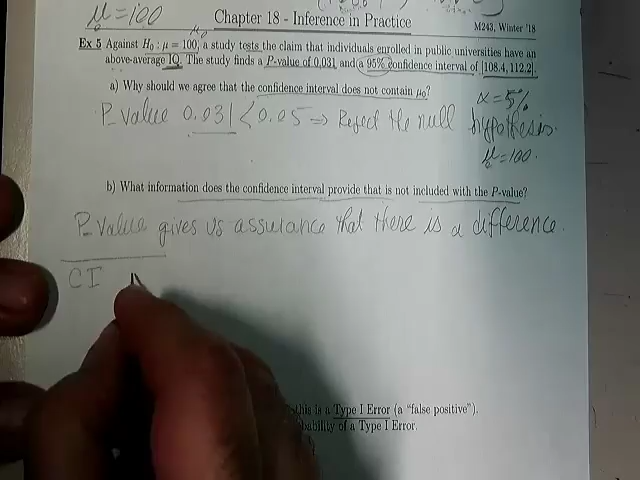 μ₀ = 100
Chapter 18 - Inference in Practice
M243, Winter '18
μ₀
Ex 5 Against H₀ : μ = 100, a study tests the claim that individuals enrolled in public universities have an
above-average IQ. The study finds a P-value of 0.031 and a 95% confidence interval of [108.4, 112.2].
a) Why should we agree that the confidence interval does not contain μ₀?
α = 5%
P value 0.031 < 0.05 ⇒ Reject the null hypothesis.
μ₀ = 100.
b) What information does the confidence interval provide that is not included with the P-value?
P-value gives us assurance that there is a difference.
CI
this is a Type I Error (a "false positive").
bability of a Type I Error.